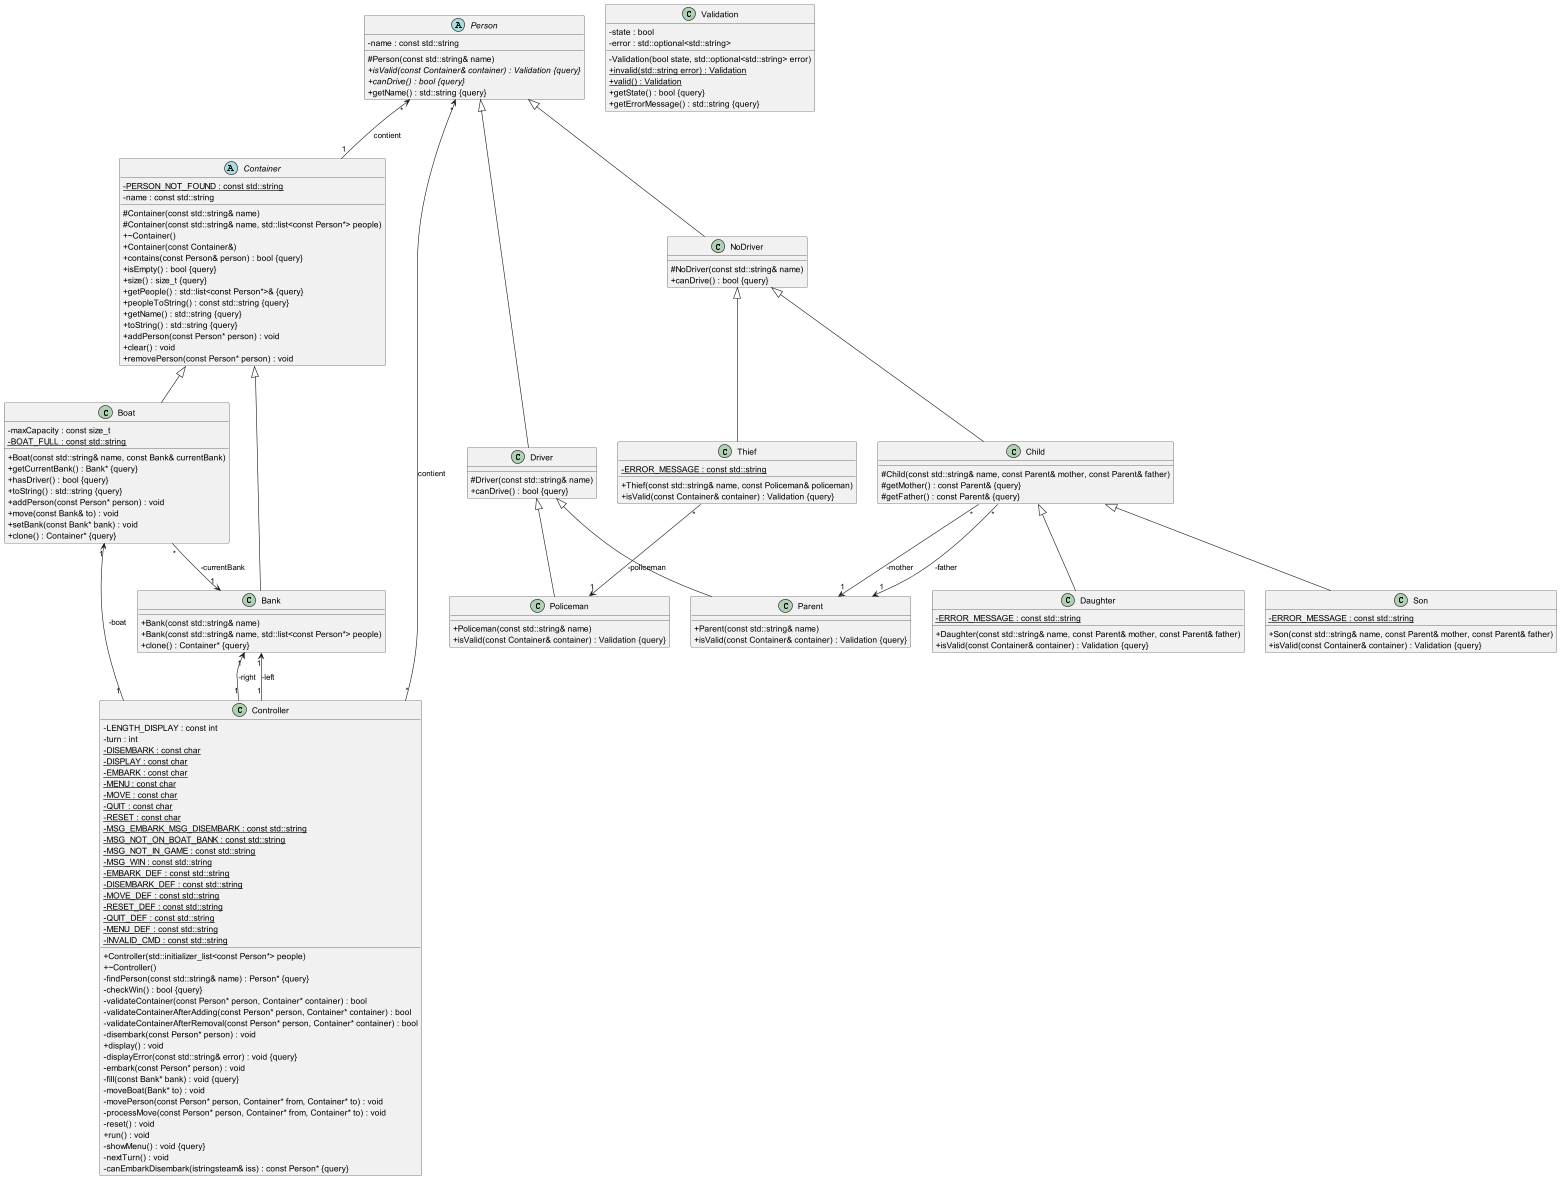 Person
-name : const std::string
#Person(const std::string& name)
+isValid(const Container& container) : Validation {query}
+canDrive() : bool {query}
+getName() : std::string {query}
Validation
-state : bool
-error : std::optional<std::string>
-Validation(bool state, std::optional<std::string> error)
+invalid(std::string error) : Validation
+valid() : Validation
+getState() : bool {query}
+getErrorMessage() : std::string {query}
*
*
contient
1
Container
-PERSON_NOT_FOUND : const std::string
-name : const std::string
#Container(const std::string& name)
#Container(const std::string& name, std::list<const Person*> people)
+~Container()
+Container(const Container&)
+contains(const Person& person) : bool {query}
+isEmpty() : bool {query}
+size() : size_t {query}
+getPeople() : std::list<const Person*>& {query}
+peopleToString() : const std::string {query}
+getName() : std::string {query}
+toString() : std::string {query}
+addPerson(const Person* person) : void
+clear() : void
+removePerson(const Person* person) : void
NoDriver
#NoDriver(const std::string& name)
+canDrive() : bool {query}
Boat
-maxCapacity : const size_t
-BOAT_FULL : const std::string
+Boat(const std::string& name, const Bank& currentBank)
+getCurrentBank() : Bank* {query}
+hasDriver() : bool {query}
+toString() : std::string {query}
+addPerson(const Person* person) : void
+move(const Bank& to) : void
+setBank(const Bank* bank) : void
+clone() : Container* {query}
contient
Driver
#Driver(const std::string& name)
+canDrive() : bool {query}
Thief
-ERROR_MESSAGE : const std::string
+Thief(const std::string& name, const Policeman& policeman)
+isValid(const Container& container) : Validation {query}
Child
#Child(const std::string& name, const Parent& mother, const Parent& father)
#getMother() : const Parent& {query}
#getFather() : const Parent& {query}
1
*
-currentBank
1
*
-policeman
1
*
*
-mother
-father
1
1
Bank
+Bank(const std::string& name)
+Bank(const std::string& name, std::list<const Person*> people)
+clone() : Container* {query}
Policeman
+Policeman(const std::string& name)
+isValid(const Container& container) : Validation {query}
Parent
+Parent(const std::string& name)
+isValid(const Container& container) : Validation {query}
Daughter
-ERROR_MESSAGE : const std::string
+Daughter(const std::string& name, const Parent& mother, const Parent& father)
+isValid(const Container& container) : Validation {query}
Son
-ERROR_MESSAGE : const std::string
+Son(const std::string& name, const Parent& mother, const Parent& father)
+isValid(const Container& container) : Validation {query}
-boat
1
1
-right
-left
1
1
1
*
Controller
-LENGTH_DISPLAY : const int
-turn : int
-DISEMBARK : const char
-DISPLAY : const char
-EMBARK : const char
-MENU : const char
-MOVE : const char
-QUIT : const char
-RESET : const char
-MSG_EMBARK_MSG_DISEMBARK : const std::string
-MSG_NOT_ON_BOAT_BANK : const std::string
-MSG_NOT_IN_GAME : const std::string
-MSG_WIN : const std::string
-EMBARK_DEF : const std::string
-DISEMBARK_DEF : const std::string
-MOVE_DEF : const std::string
-RESET_DEF : const std::string
-QUIT_DEF : const std::string
-MENU_DEF : const std::string
-INVALID_CMD : const std::string
+Controller(std::initializer_list<const Person*> people)
+~Controller()
-findPerson(const std::string& name) : Person* {query}
-checkWin() : bool {query}
-validateContainer(const Person* person, Container* container) : bool
-validateContainerAfterAdding(const Person* person, Container* container) : bool
-validateContainerAfterRemoval(const Person* person, Container* container) : bool
-disembark(const Person* person) : void
+display() : void
-displayError(const std::string& error) : void {query}
-embark(const Person* person) : void
-fill(const Bank* bank) : void {query}
-moveBoat(Bank* to) : void
-movePerson(const Person* person, Container* from, Container* to) : void
-processMove(const Person* person, Container* from, Container* to) : void
-reset() : void
+run() : void
-showMenu() : void {query}
-nextTurn() : void
-canEmbarkDisembark(istringsteam& iss) : const Person* {query}